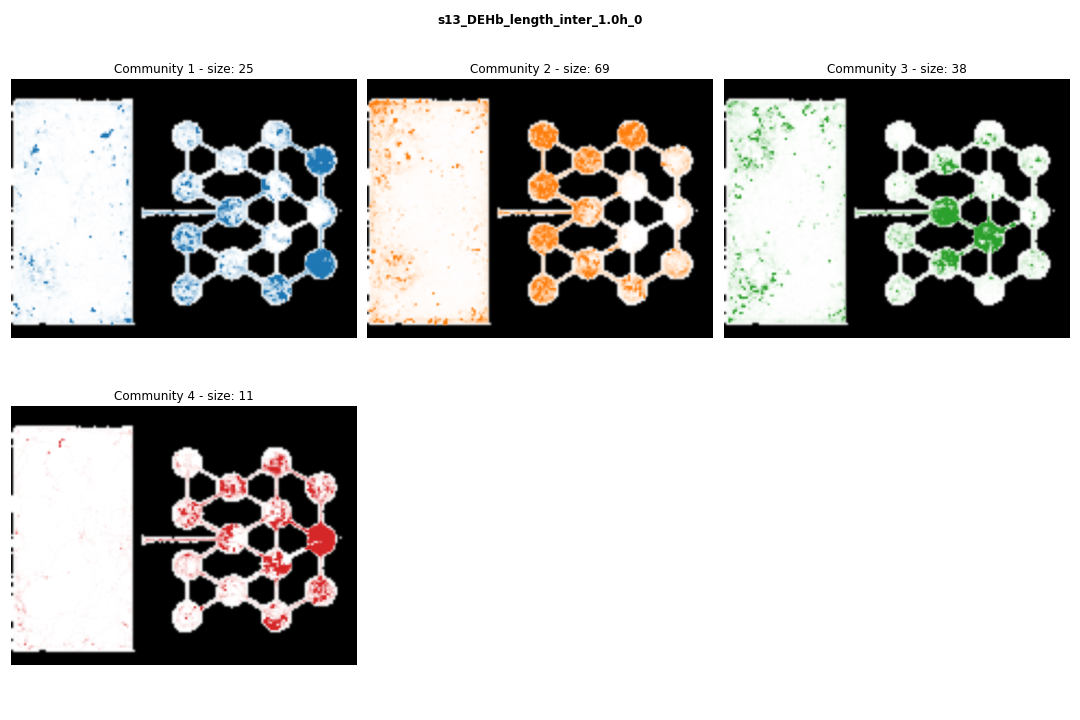 s13_DEHb_length_inter_1.0h_0
Community 1 - size: 25
Community 2 - size: 69
Community 3 - size: 38
Community 4 - size: 11